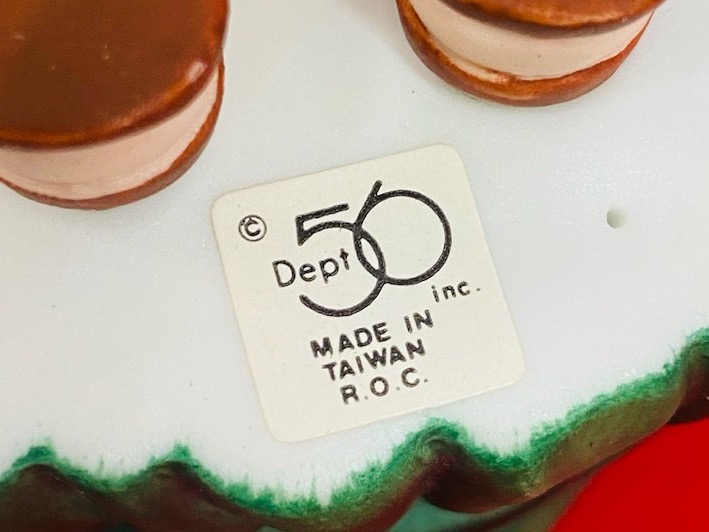 © Dept 56
inc.
MADE IN
TAIWAN
R.O.C.